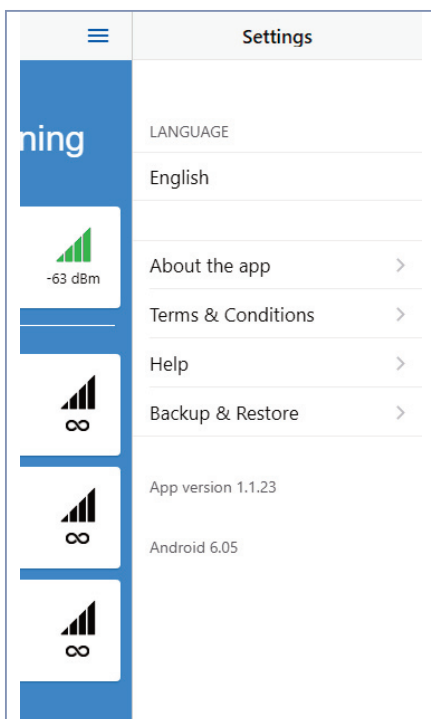 Settings
ning
LANGUAGE
English
-63 dBm
About the app
Terms & Conditions
Help
∞
Backup & Restore
App version 1.1.23
∞
Android 6.05
∞